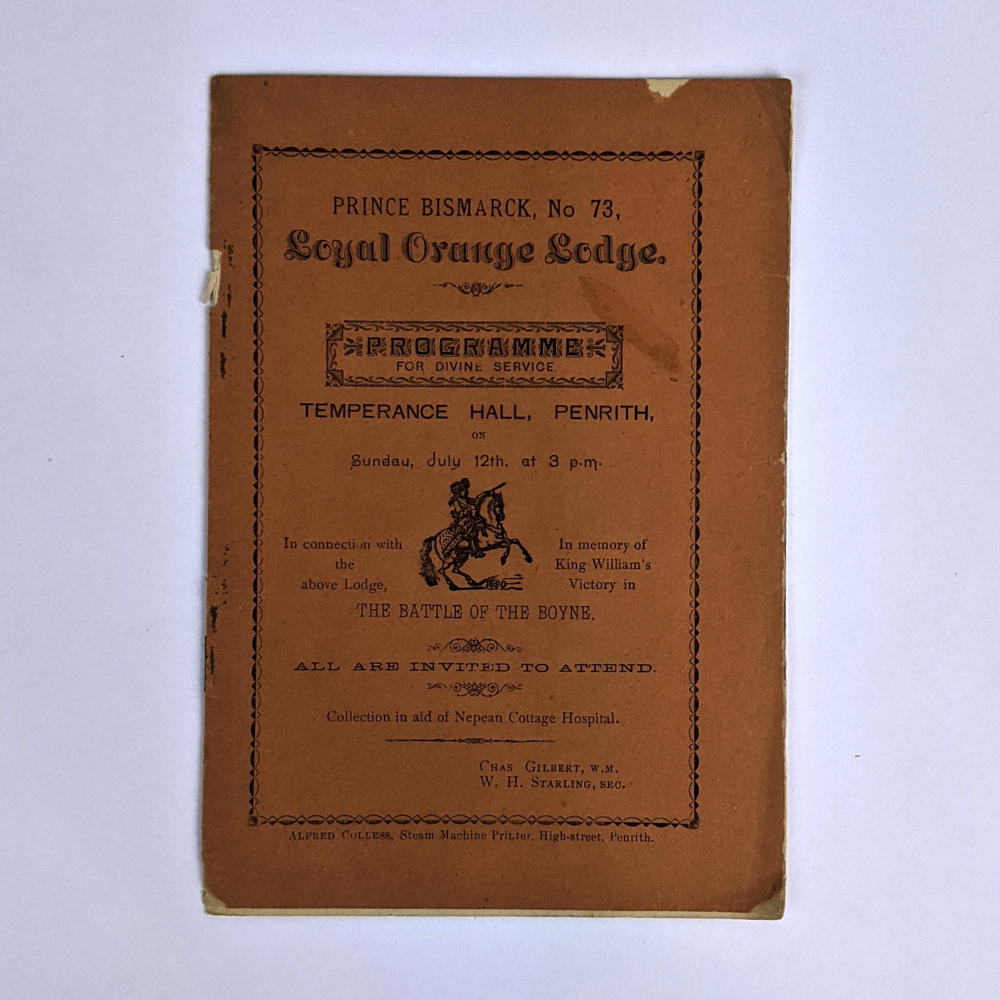 PRINCE BISMARCK, No 73,
Loyal Orange Lodge.
PROGRAMME
FOR DIVINE SERVICE.
TEMPERANCE HALL, PENRITH,
ON
Sunday, July 12th, at 3 p.m.
In connection with
the
above Lodge,
1690
In memory of
King William's
Victory in
THE BATTLE OF THE BOYNE.
ALL ARE INVITED TO ATTEND.
Collection in aid of Nepean Cottage Hospital.
CHAS GILBERT, W.M.
W. H. STARLING, SEC.
ALFRED COLLESS, Steam Machine Printer, High-street, Penrith.